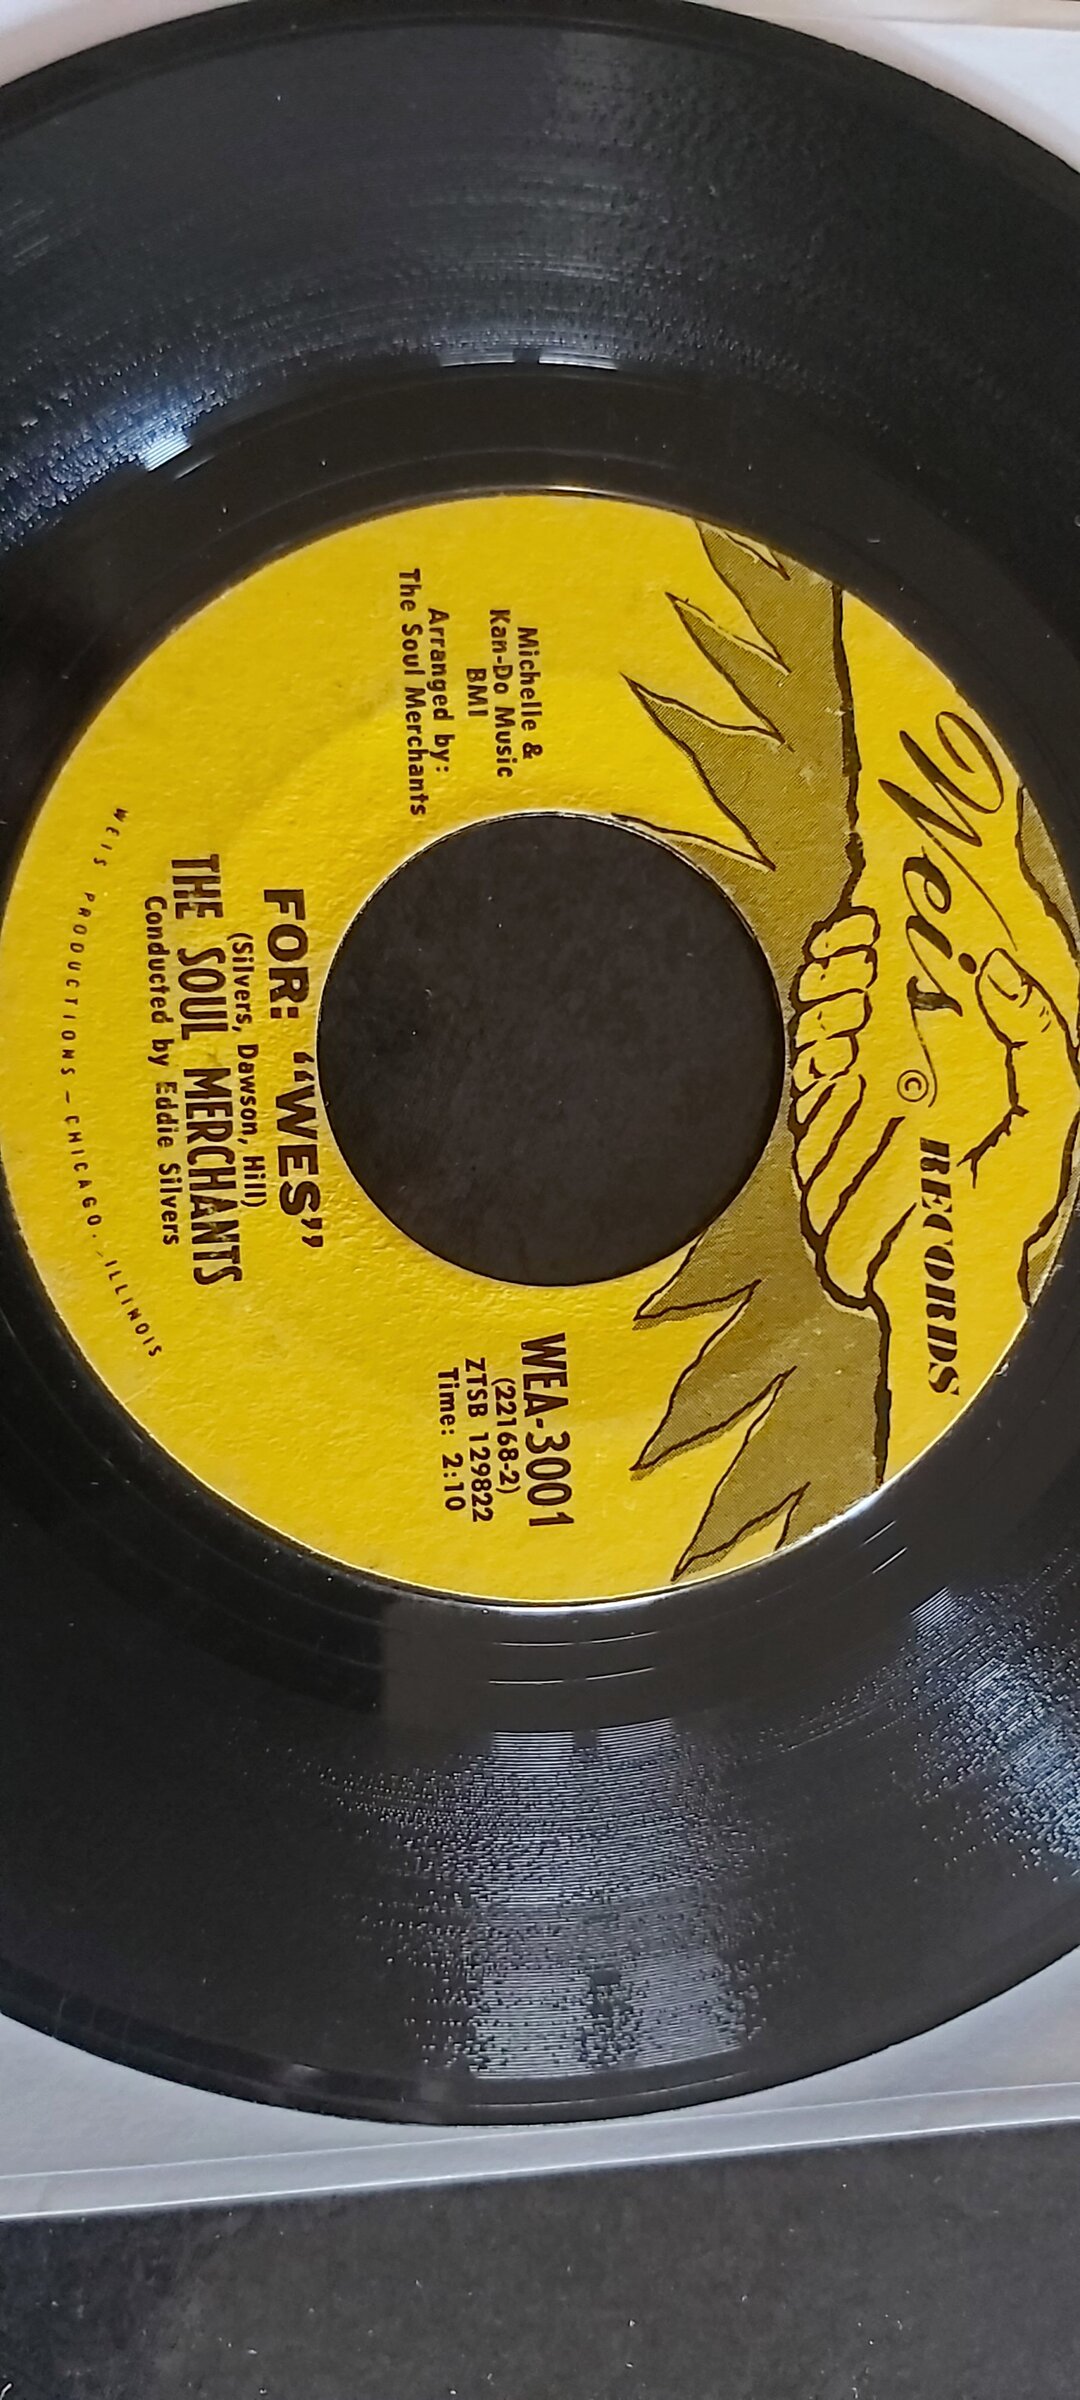 Weis © RECORDS
Michelle &
Kan-Do Music
BMI
Arranged by:
The Soul Merchants
WEA-3001
(22168-2)
ZTSB 129822
Time: 2:10
FOR: “WES”
(Silvers, Dawson, Hill)
THE SOUL MERCHANTS
Conducted by Eddie Silvers
WEIS PRODUCTIONS — CHICAGO, ILLINOIS